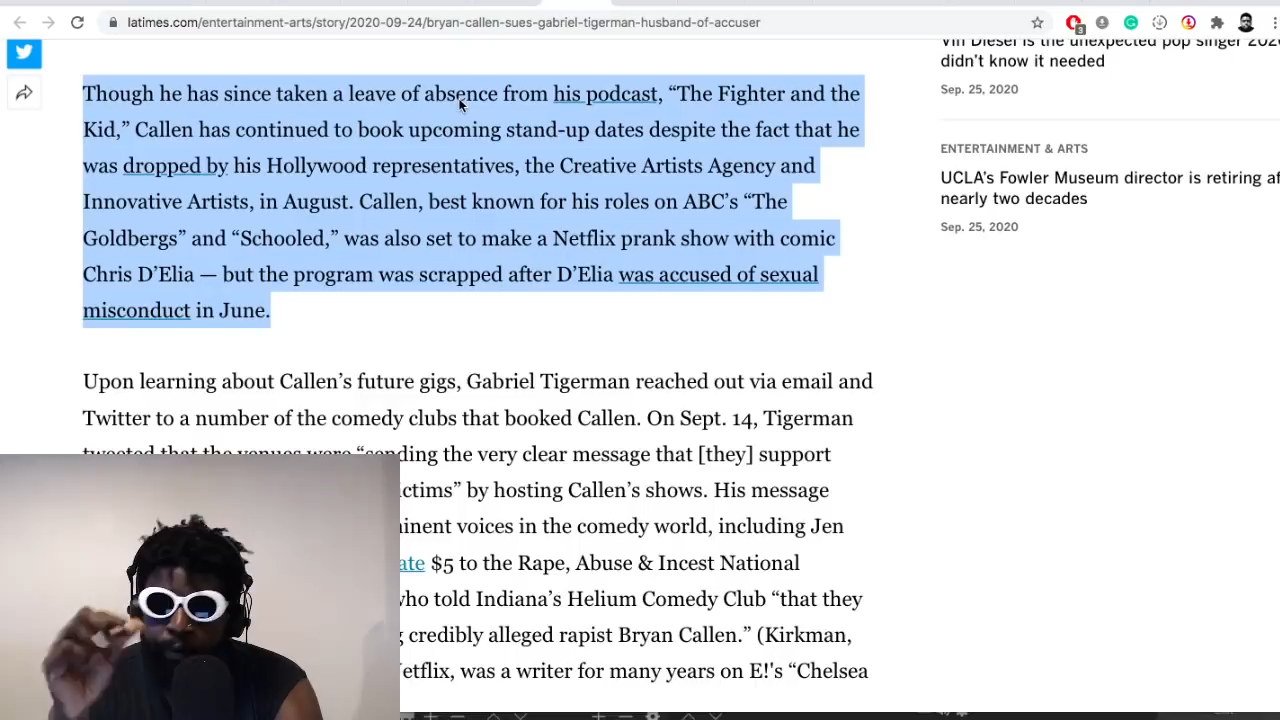 latimes.com/entertainment-arts/story/2020-09-24/bryan-callen-sues-gabriel-tigerman-husband-of-accuser
3
Though he has since taken a leave of absence from his podcast, “The Fighter and the
Kid,” Callen has continued to book upcoming stand-up dates despite the fact that he
was dropped by his Hollywood representatives, the Creative Artists Agency and
Innovative Artists, in August. Callen, best known for his roles on ABC’s “The
Goldbergs” and “Schooled,” was also set to make a Netflix prank show with comic
Chris D’Elia — but the program was scrapped after D’Elia was accused of sexual
misconduct in June.
Upon learning about Callen’s future gigs, Gabriel Tigerman reached out via email and
Twitter to a number of the comedy clubs that booked Callen. On Sept. 14, Tigerman
tweeted that the venues were “sending the very clear message that [they] support
ictims” by hosting Callen’s shows. His message
inent voices in the comedy world, including Jen
ate $5 to the Rape, Abuse & Incest National
who told Indiana’s Helium Comedy Club “that they
g credibly alleged rapist Bryan Callen.” (Kirkman,
Netflix, was a writer for many years on E!'s “Chelsea
Vin Diesel is the unexpected pop singer 202
didn’t know it needed
Sep. 25, 2020
ENTERTAINMENT & ARTS
UCLA’s Fowler Museum director is retiring af
nearly two decades
Sep. 25, 2020